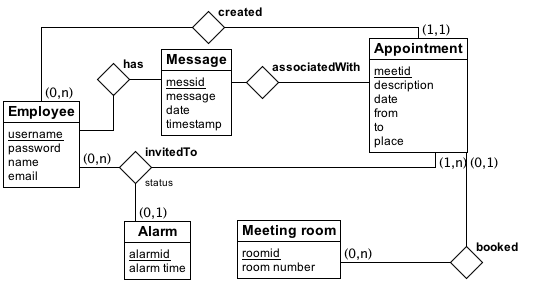 created
(1,1)
Appointment
meetid
description
date
from
to
place
has
Message
messid
message
date
timestamp
associatedWith
(0,n)
Employee
username
password
name
email
(0,n)
invitedTo
status
(1,n)
(0,1)
(0,1)
Alarm
alarmid
alarm time
Meeting room
roomid
room number
(0,n)
booked